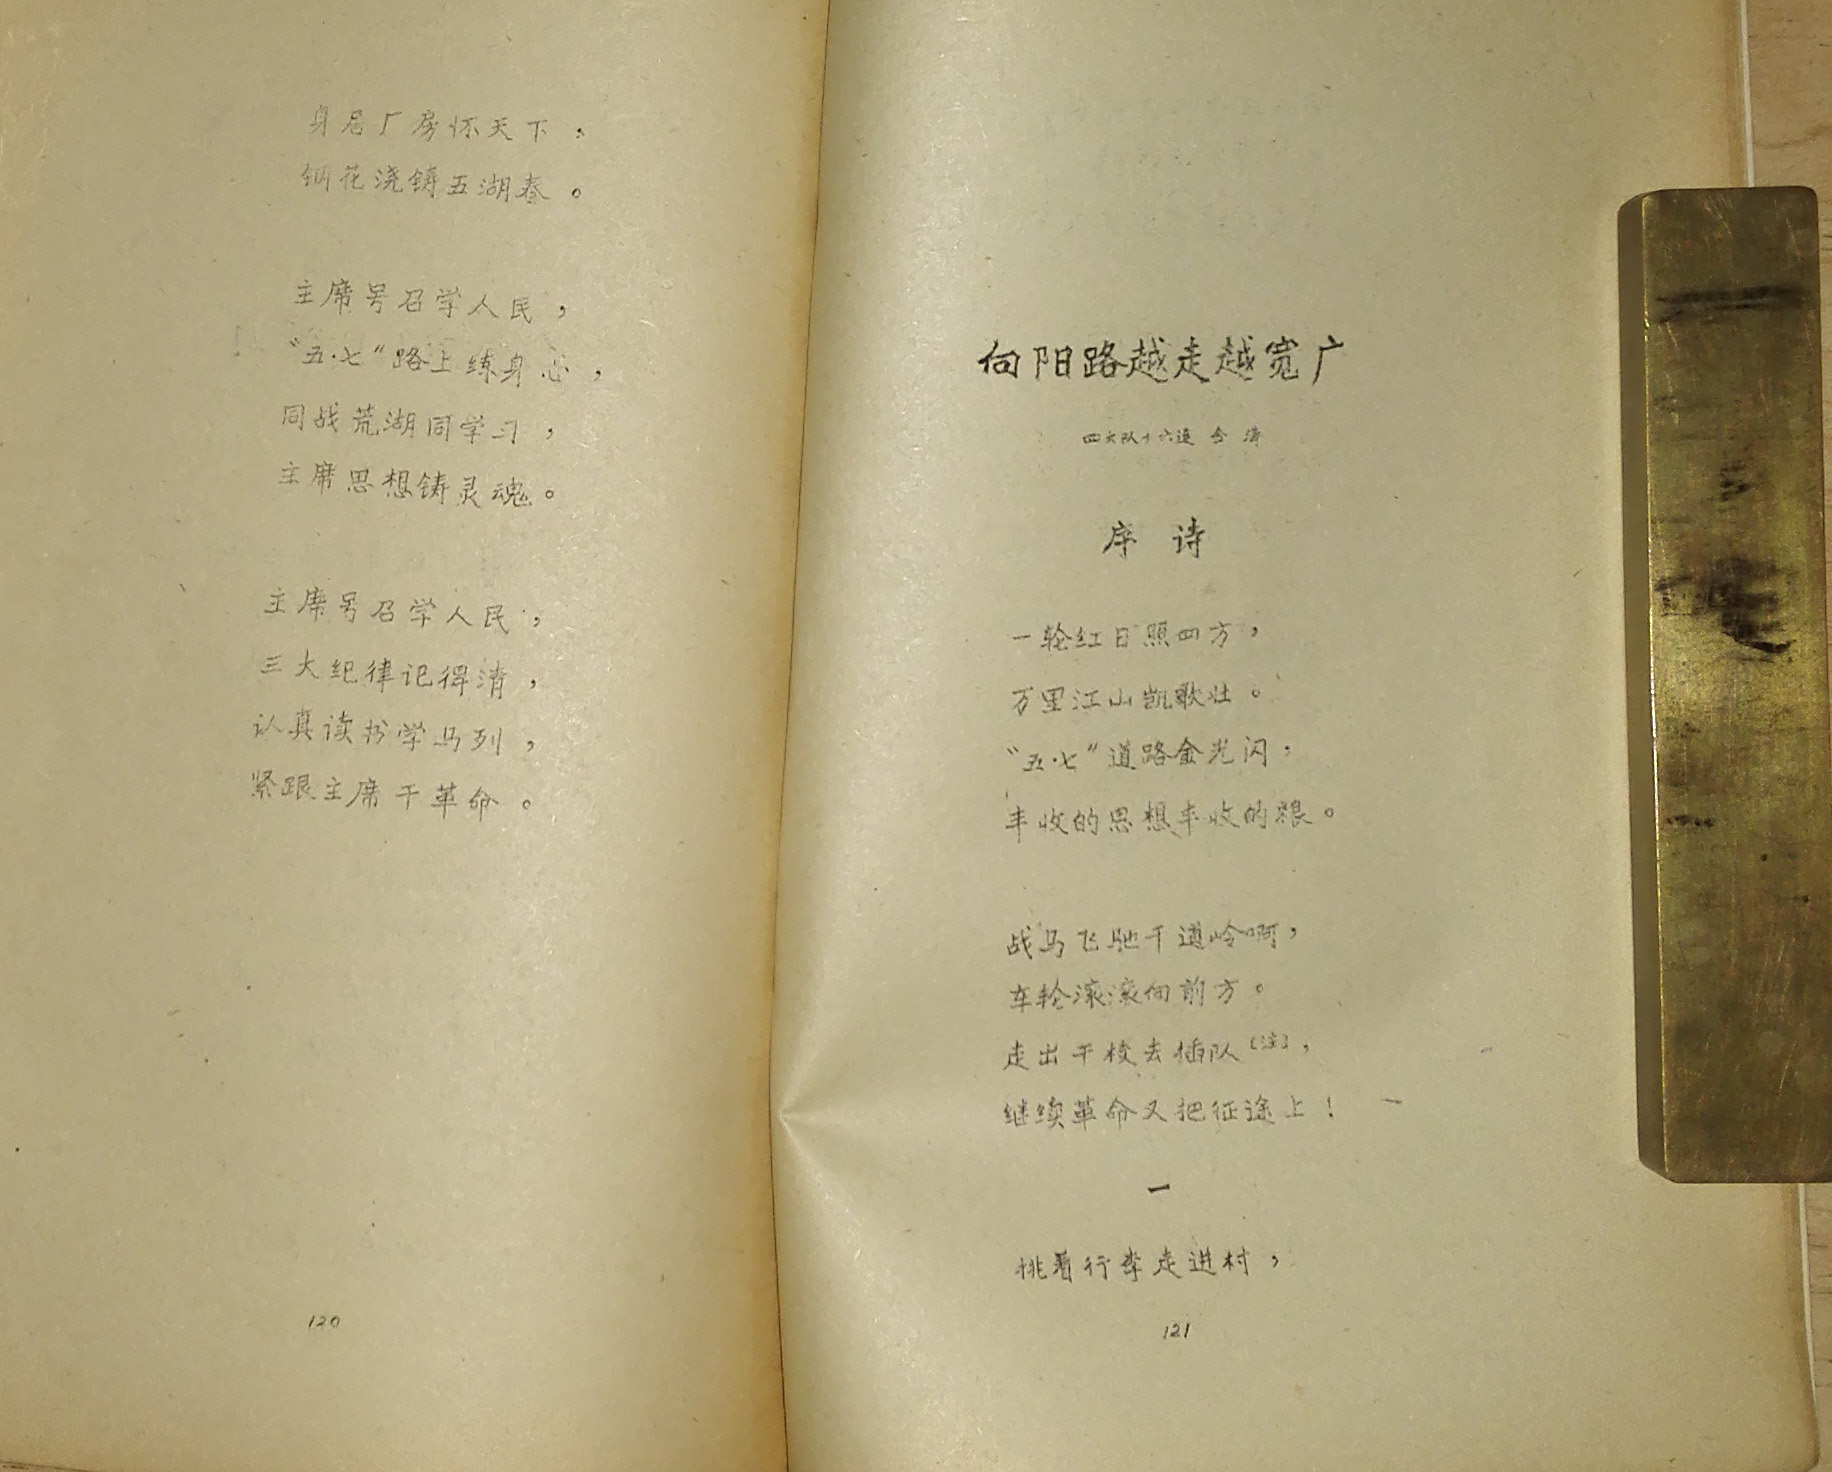 身居厂房怀天下，
钢花浇铸五湖春。
主席号召学人民，
“五·七”路上练身心，
同战荒湖同学习，
主席思想铸灵魂。
主席号召学人民，
三大纪律记得清，
认真读书学马列，
紧跟主席干革命。
120
向阳路越走越宽广
四大队十六连 金 涛
序 诗
一轮红日照四方，
万里江山凯歌壮。
“五·七”道路金光闪，
丰收的思想丰收的粮。
战马飞驰千道岭啊，
车轮滚滚向前方。
走出干校去插队〔注〕，
继续革命又把征途上！
一
挑着行李走进村，
121